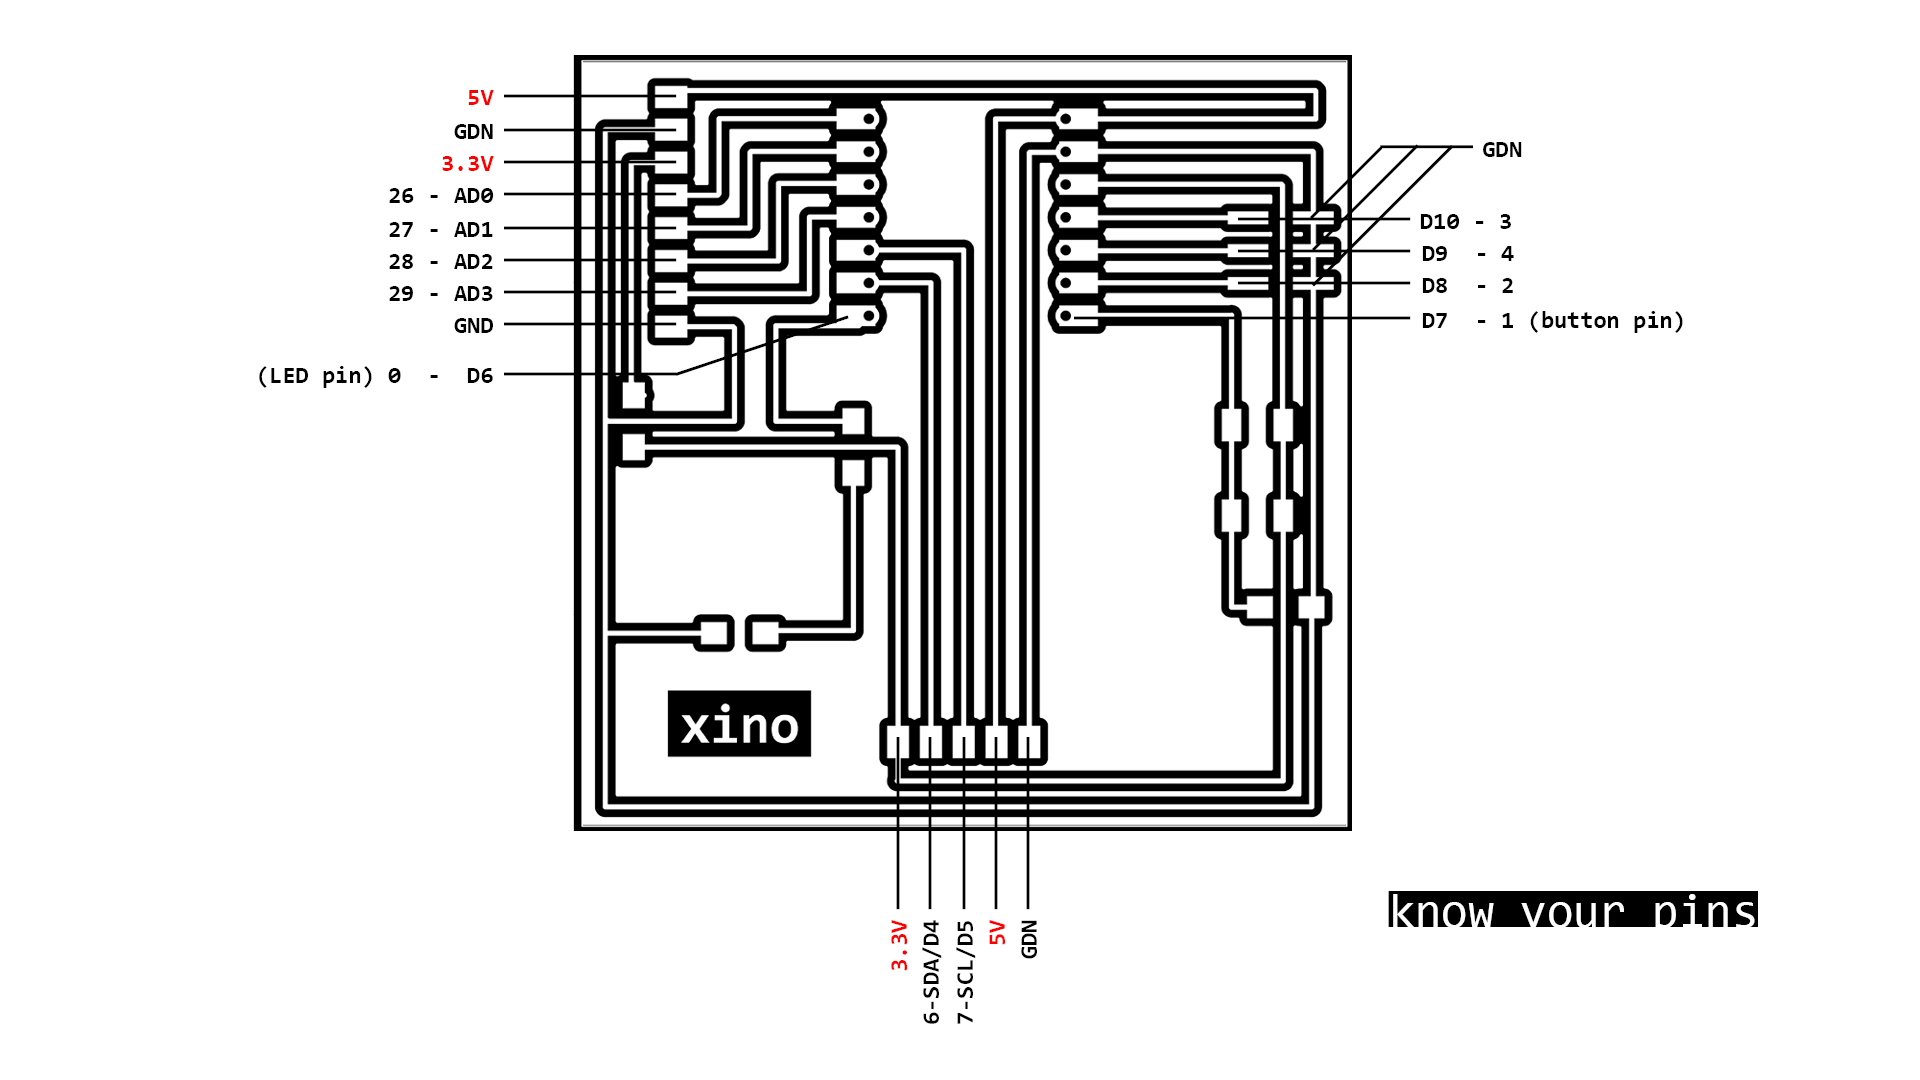 5V
GDN
3.3V
26 - AD0
27 - AD1
28 - AD2
29 - AD3
GND
(LED pin) 0 - D6
GDN
D10 - 3
D9 - 4
D8 - 2
D7 - 1 (button pin)
xino
3.3V
6-SDA/D4
7-SCL/D5
5V
GDN
know your pins